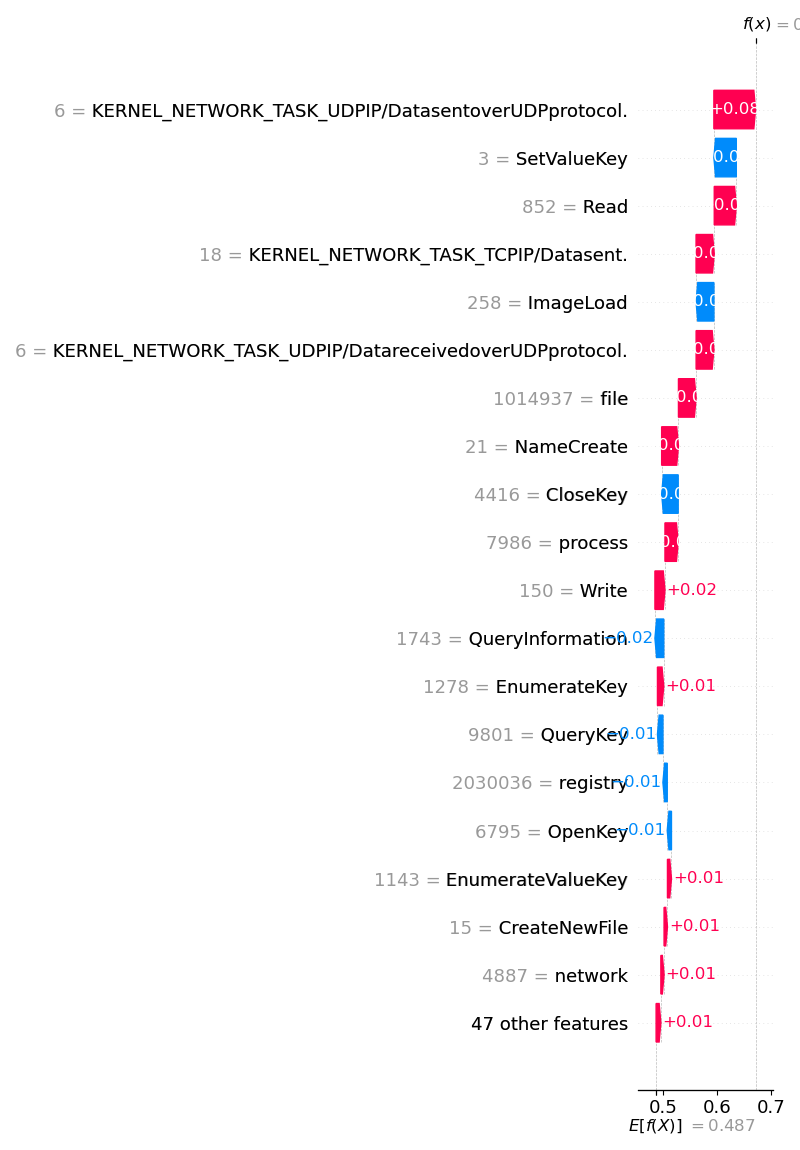 f(x) = 0
6 = KERNEL_NETWORK_TASK_UDPIP/DatasentoverUDPprotocol.
+0.08
3 = SetValueKey
0.0
852 = Read
0.0
18 = KERNEL_NETWORK_TASK_TCPIP/Datasent.
0.0
258 = ImageLoad
0.0
6 = KERNEL_NETWORK_TASK_UDPIP/DatareceivedoverUDPprotocol.
0.0
1014937 = file
0.0
21 = NameCreate
0.0
4416 = CloseKey
0.0
7986 = process
0.0
150 = Write
+0.02
1743 = QueryInformation
−0.02
1278 = EnumerateKey
+0.01
9801 = QueryKey
−0.01
2030036 = registry
−0.01
6795 = OpenKey
−0.01
1143 = EnumerateValueKey
+0.01
15 = CreateNewFile
+0.01
4887 = network
+0.01
47 other features
+0.01
0.5 0.6 0.7
E[f(X)] = 0.487